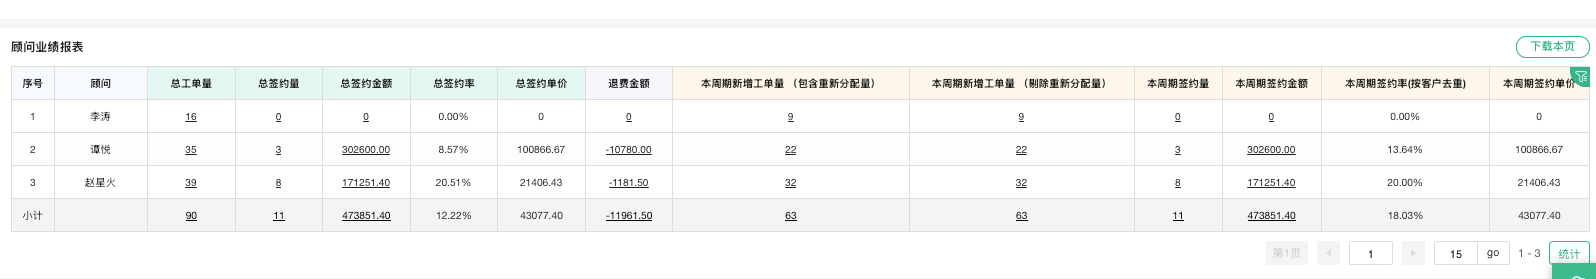 顾问业绩报表
下载本页
序号 顾问 总工单量 总签约量 总签约金额 总签约率 总签约单价 退费金额 本周期新增工单量 （包含重新分配量） 本周期新增工单量 （剔除重新分配量） 本周期签约量 本周期签约金额 本周期签约率(按客户去重) 本周期签约单价
1 李涛 16 0 0 0.00% 0 0 9 9 0 0 0.00% 0
2 谭悦 35 3 302600.00 8.57% 100866.67 -10780.00 22 22 3 302600.00 13.64% 100866.67
3 赵星火 39 8 171251.40 20.51% 21406.43 -1181.50 32 32 8 171251.40 20.00% 21406.43
小计 90 11 473851.40 12.22% 43077.40 -11961.50 63 63 11 473851.40 18.03% 43077.40
第1页 1 15 go 1 - 3 统计